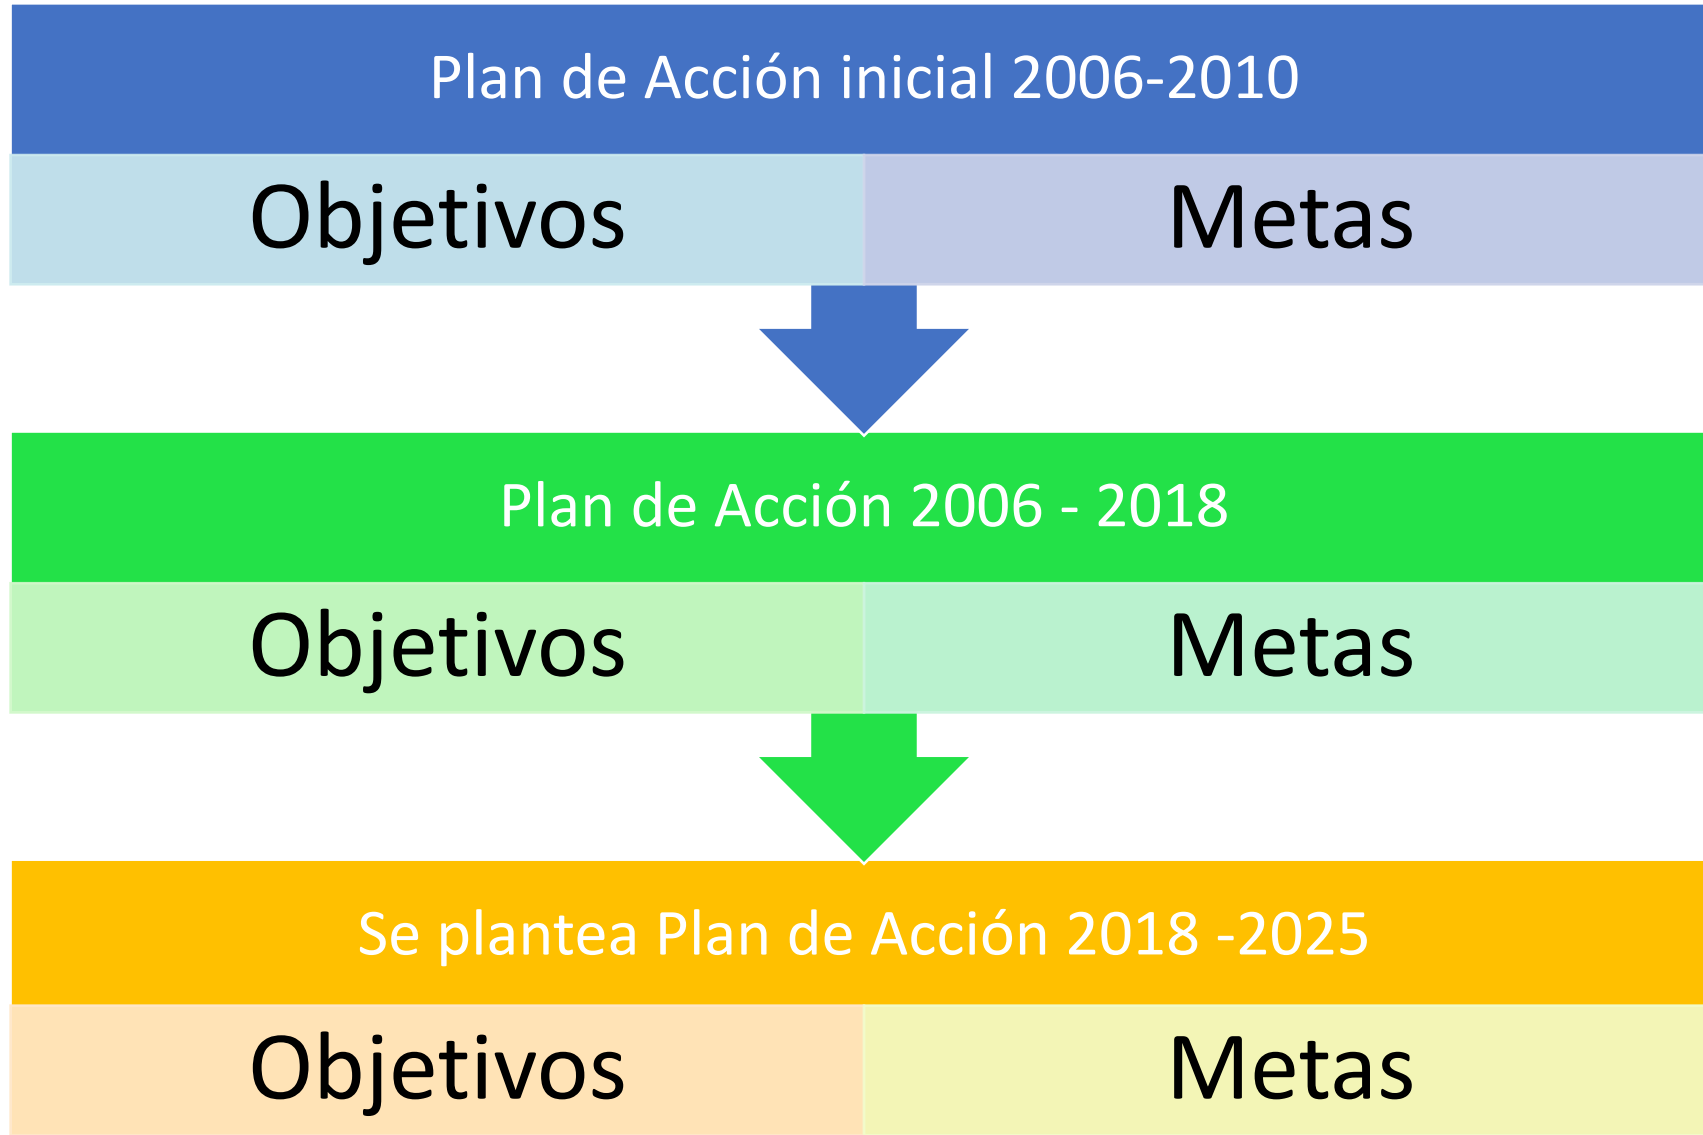 Plan de Acción inicial 2006-2010
Objetivos Metas
Plan de Acción 2006 - 2018
Objetivos Metas
Se plantea Plan de Acción 2018 -2025
Objetivos Metas